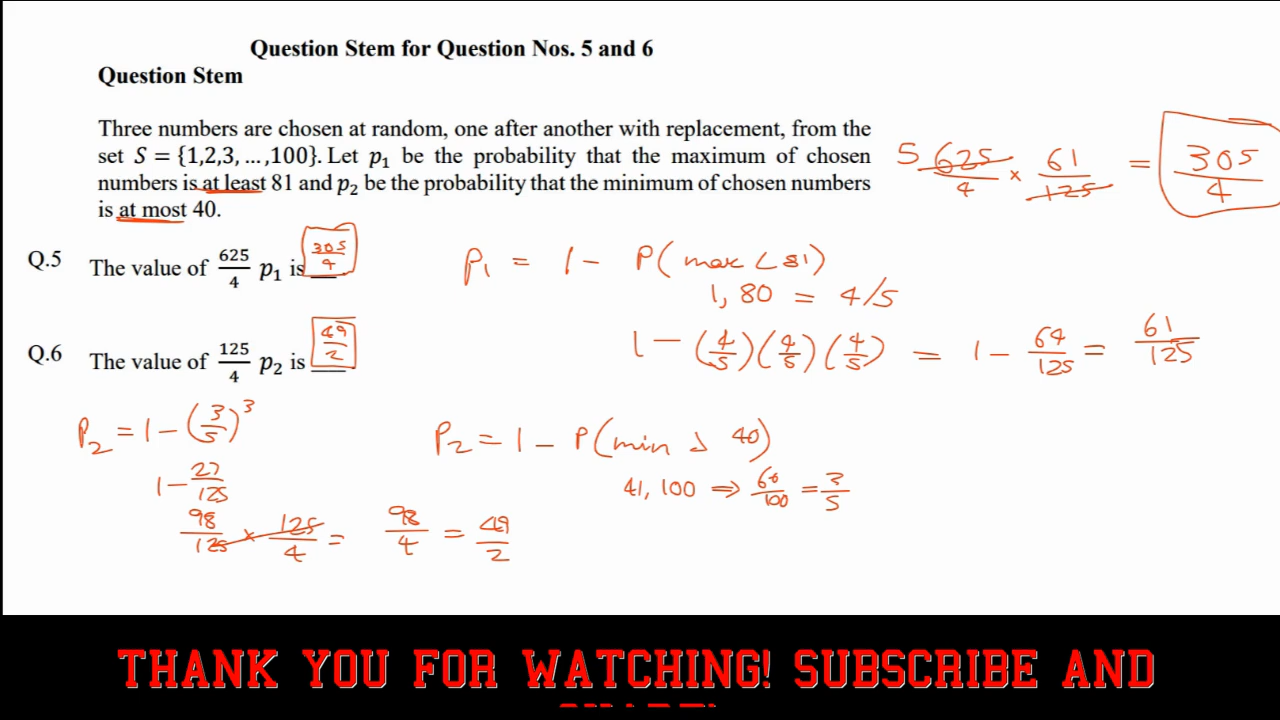 Question Stem for Question Nos. 5 and 6
Question Stem
Three numbers are chosen at random, one after another with replacement, from the
set S = {1,2,3, ... ,100}. Let p₁ be the probability that the maximum of chosen
numbers is at least 81 and p₂ be the probability that the minimum of chosen numbers
is at most 40.
5 625/4 × 61/125 = 305/4
Q.5 The value of 625/4 p₁ is 305/4
P₁ = 1 - P(max < 81)
1, 80 = 4/5
1 - (4/5)(4/5)(4/5) = 1 - 64/125 = 61/125
Q.6 The value of 125/4 p₂ is 49/2
P₂ = 1 - (3/5)³
1 - 27/125
98/125 × 125/4 = 98/4 = 49/2
P₂ = 1 - P(min > 40)
41, 100 ⇒ 60/100 = 3/5
THANK YOU FOR WATCHING! SUBSCRIBE AND